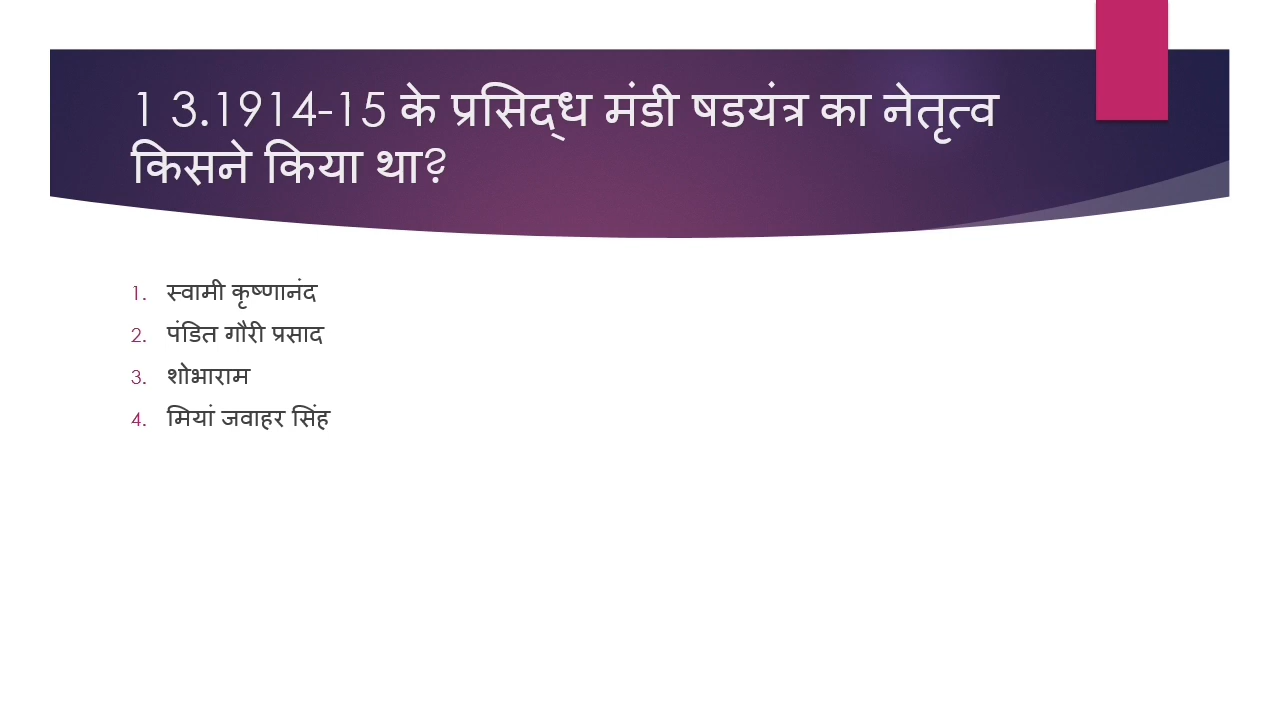 1 3.1914-15 के प्रसिद्ध मंडी षडयंत्र का नेतृत्व
किसने किया था?
1. स्वामी कृष्णानंद
2. पंडित गौरी प्रसाद
3. शोभाराम
4. मियां जवाहर सिंह